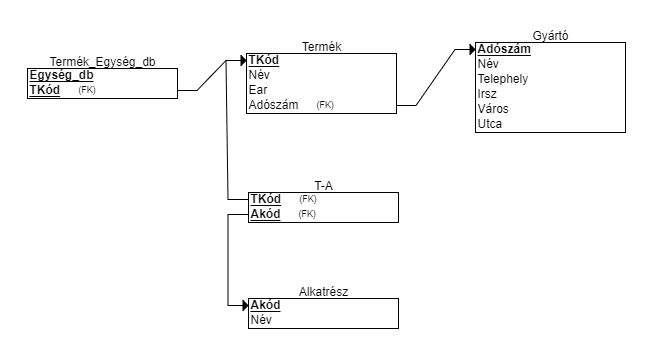 Termék_Egység_db
Egység_db
TKód (FK)
Termék
TKód
Név
Ear
Adószám (FK)
Gyártó
Adószám
Név
Telephely
Irsz
Város
Utca
T-A
TKód (FK)
Akód (FK)
Alkatrész
Akód
Név